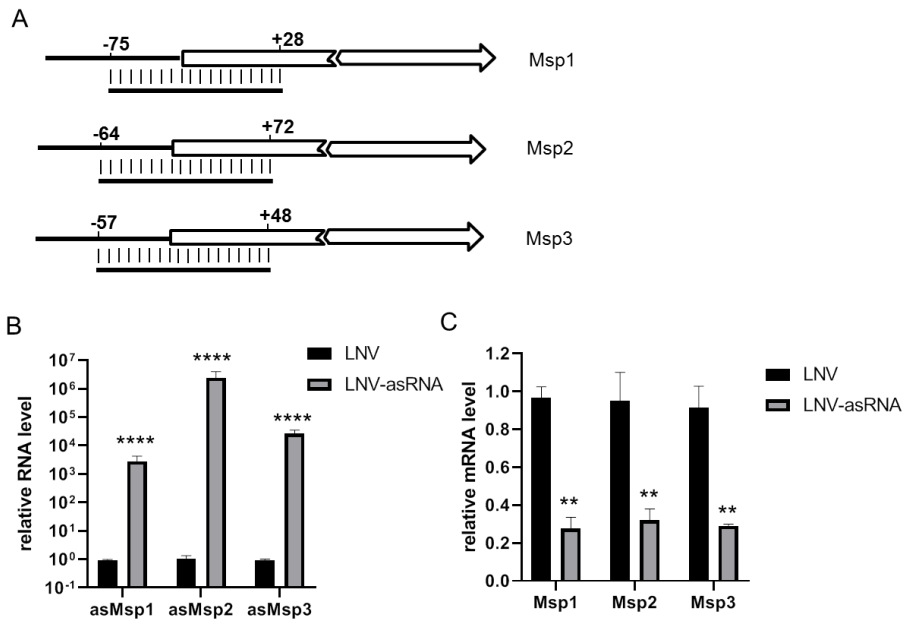 A
-75 +28
Msp1
-64 +72
Msp2
-57 +48
Msp3
B
relative RNA level
10⁷
10⁶
10⁵
10⁴
10³
10²
10¹
10⁰
10⁻¹
**** **** ****
asMsp1 asMsp2 asMsp3
LNV
LNV-asRNA
C
relative mRNA level
1.2
1.0
0.8
0.6
0.4
0.2
0.0
** ** **
Msp1 Msp2 Msp3
LNV
LNV-asRNA